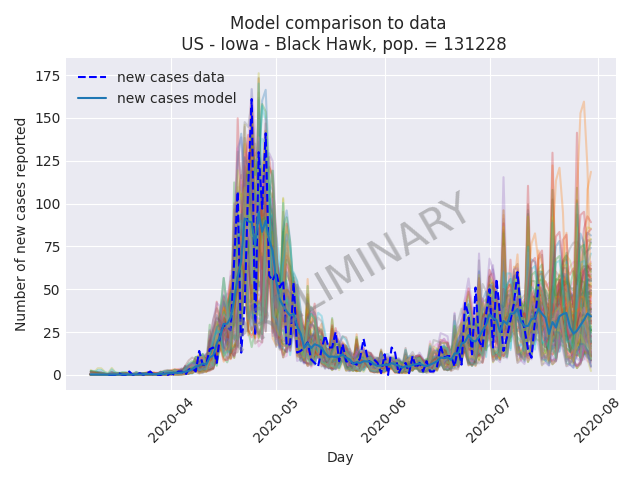 Model comparison to data
US - Iowa - Black Hawk, pop. = 131228
new cases data
new cases model
175
150
125
100
75
50
25
0
Number of new cases reported
LIMINARY
2020-04
2020-05
2020-06
2020-07
2020-08
Day